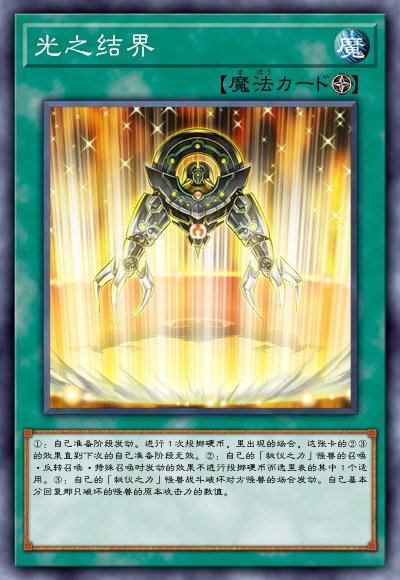 光之结界
魔
【魔法カード】
まほう
①：自己准备阶段发动。进行1次投掷硬币，里出现的场合，这张卡的②③
的效果直到下次的自己准备阶段无效。②：自己的「秘仪之力」怪兽的召唤
·反转召唤·特殊召唤时发动的效果不进行投掷硬币而选里表的其中1个适
用。③：自己的「秘仪之力」怪兽战斗破坏对方怪兽的场合发动。自己基本
分回复那只破坏的怪兽的原本攻击力的数值。